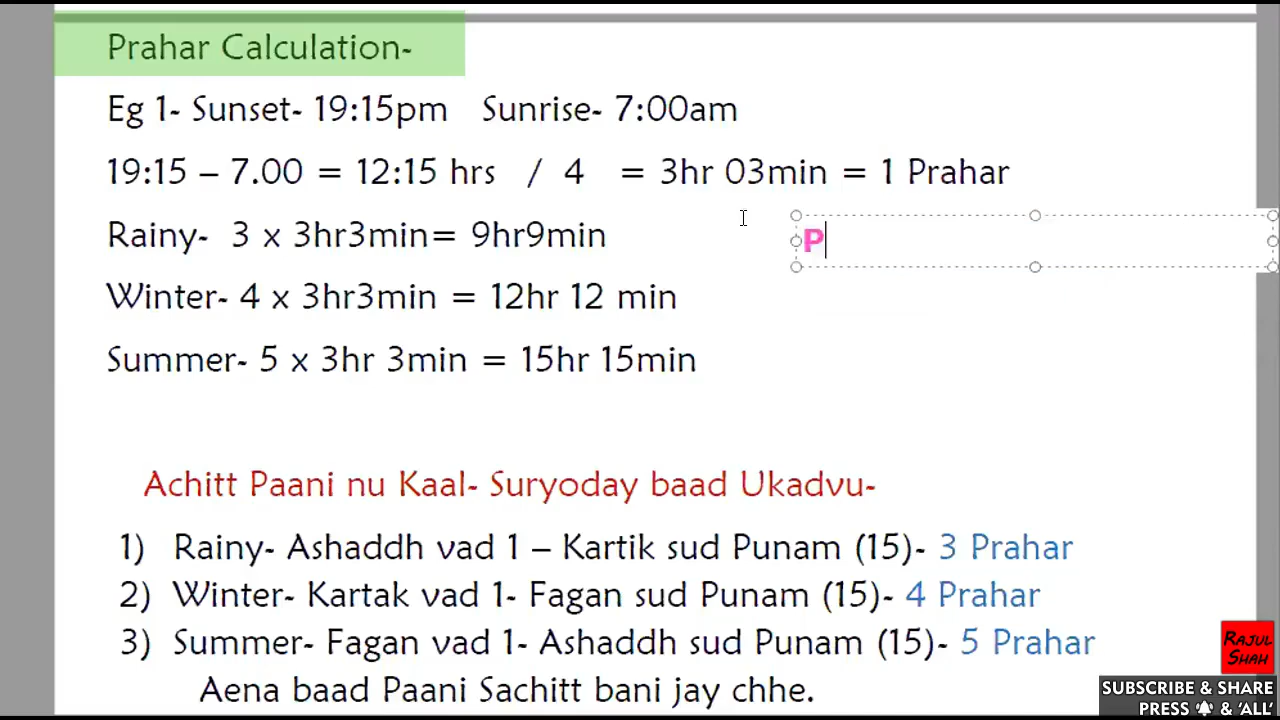 Prahar Calculation-
Eg 1- Sunset- 19:15pm Sunrise- 7:00am
19:15 – 7.00 = 12:15 hrs / 4 = 3hr 03min = 1 Prahar
Rainy- 3 x 3hr3min= 9hr9min
P
Winter- 4 x 3hr3min = 12hr 12 min
Summer- 5 x 3hr 3min = 15hr 15min
Achitt Paani nu Kaal- Suryoday baad Ukadvu-
1) Rainy- Ashaddh vad 1 – Kartik sud Punam (15)- 3 Prahar
2) Winter- Kartak vad 1- Fagan sud Punam (15)- 4 Prahar
3) Summer- Fagan vad 1- Ashaddh sud Punam (15)- 5 Prahar
Aena baad Paani Sachitt bani jay chhe.
RAJUL
SHAH
SUBSCRIBE & SHARE
PRESS & 'ALL'